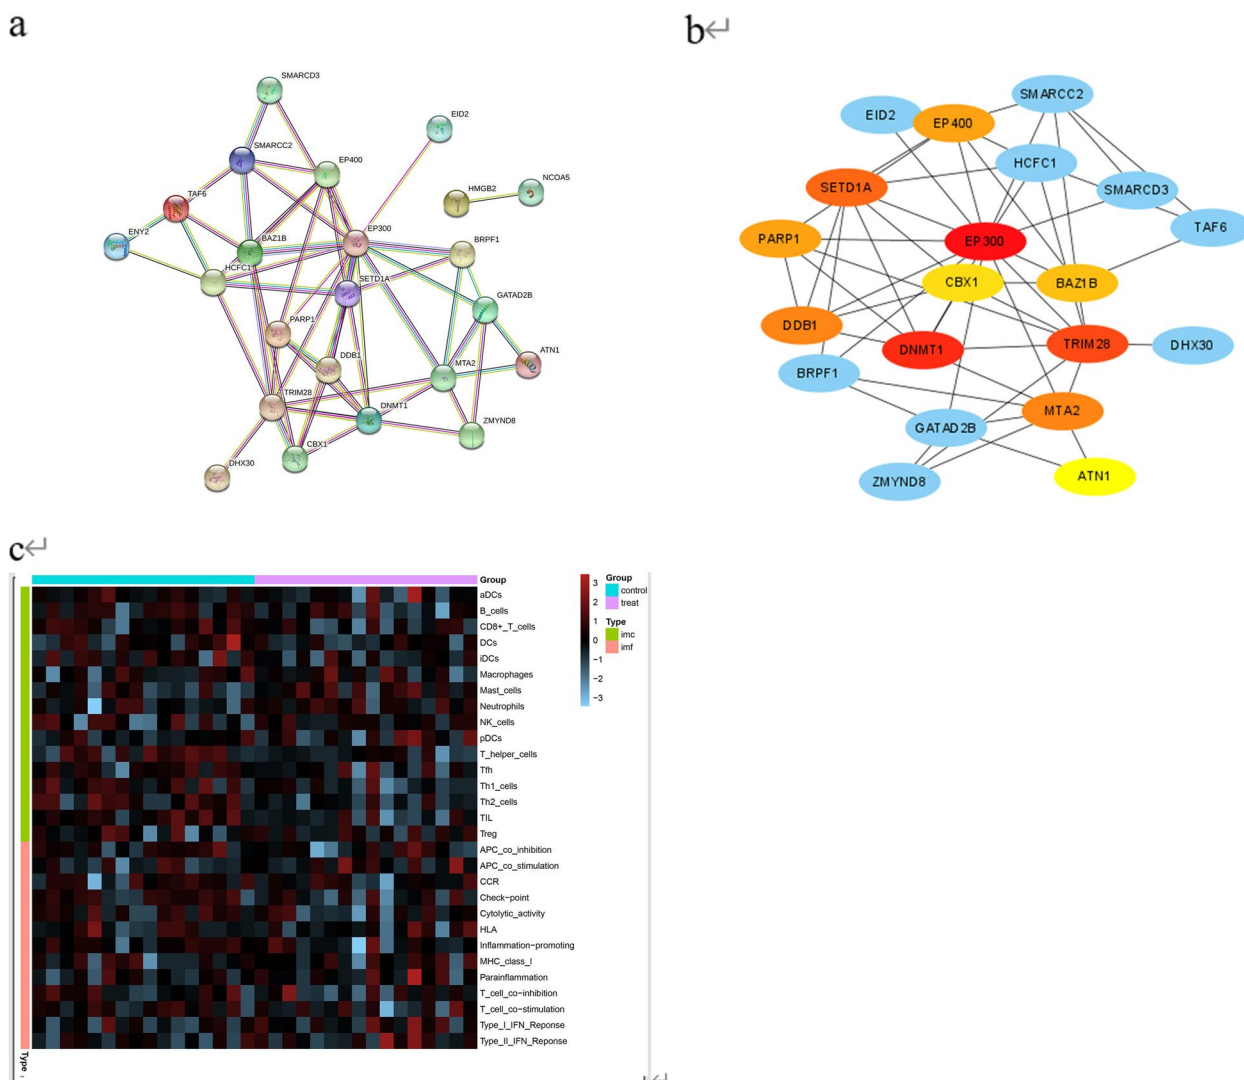 a
SMARCD3
EID2
SMARCC2
EP400
NCOA5
HMGB2
TAF6
EP300
ENY2
BAZ1B
BRPF1
HCFC1
SETD1A
GATAD2B
PARP1
DDB1
ATN1
MTA2
TRIM28
DNMT1
ZMYND8
CBX1
DHX30
b↵
SMARCC2
EID2
EP400
HCFC1
SETD1A
SMARCD3
TAF6
PARP1
EP300
CBX1
BAZ1B
DDB1
DNMT1
TRIM28
DHX30
BRPF1
MTA2
GATAD2B
ATN1
ZMYND8
c↵
Group
aDCs
B_cells
CD8+_T_cells
DCs
iDCs
Macrophages
Mast_cells
Neutrophils
NK_cells
pDCs
T_helper_cells
Tfh
Th1_cells
Th2_cells
TIL
Treg
APC_co_inhibition
APC_co_stimulation
CCR
Check−point
Cytolytic_activity
HLA
Inflammation−promoting
MHC_class_I
Parainflammation
T_cell_co−inhibition
T_cell_co−stimulation
Type_I_IFN_Reponse
Type_II_IFN_Reponse
3
2
1
0
−1
−2
−3
Group
control
treat
Type
imc
imf
Type
↵